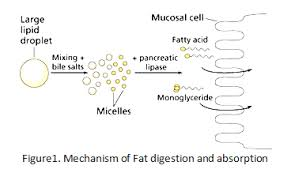 Large
lipid
droplet
Mixing +
bile salts
Micelles
+ pancreatic
lipase
Mucosal cell
Fatty acid
Monoglyceride
Figure1. Mechanism of Fat digestion and absorption